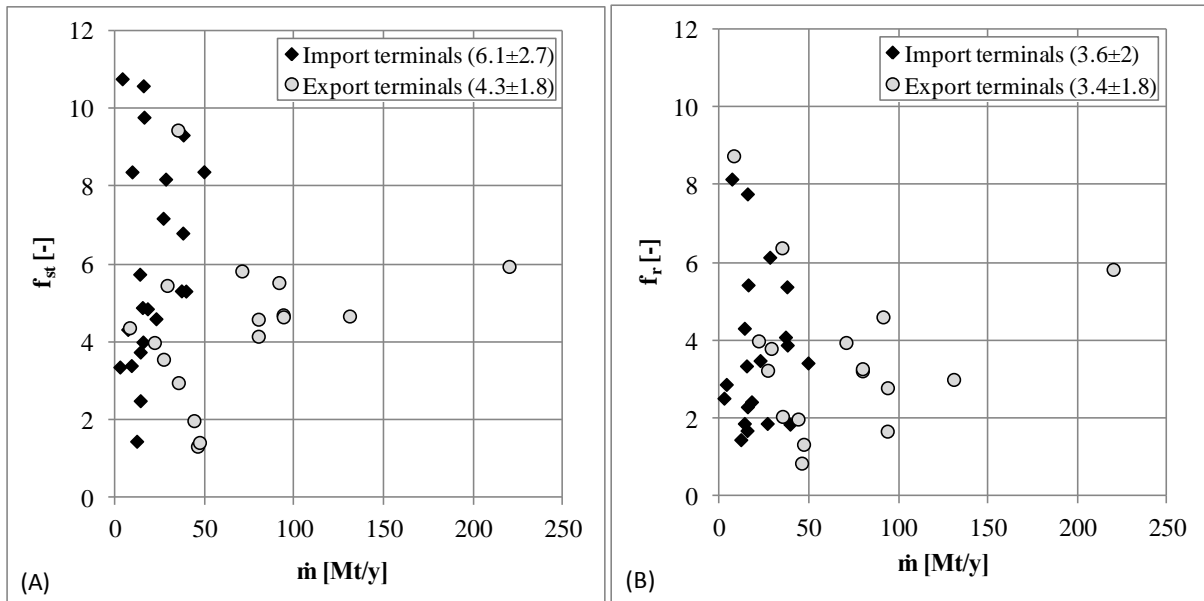 12
10
8
6
4
2
0
f_st [-]
Import terminals (6.1±2.7)
Export terminals (4.3±1.8)
0 50 100 150 200 250
ṁ [Mt/y]
(A)
12
10
8
6
4
2
0
f_r [-]
Import terminals (3.6±2)
Export terminals (3.4±1.8)
0 50 100 150 200 250
ṁ [Mt/y]
(B)